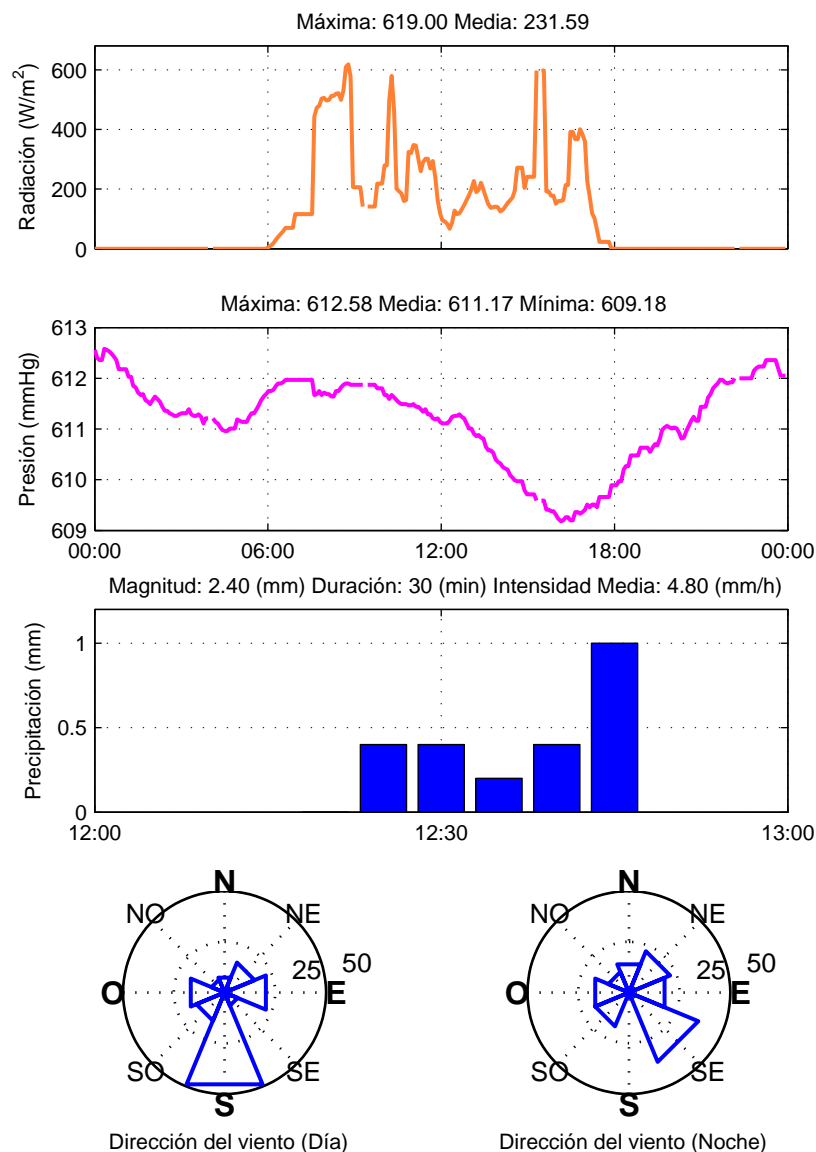 Máxima: 619.00 Media: 231.59
Radiación (W/m²)
600
400
200
0
Máxima: 612.58 Media: 611.17 Mínima: 609.18
Presión (mmHg)
613
612
611
610
609
00:00 06:00 12:00 18:00 00:00
Magnitud: 2.40 (mm) Duración: 30 (min) Intensidad Media: 4.80 (mm/h)
Precipitación (mm)
1
0.5
0
12:00 12:30 13:00
N
NO NE
25 50
O E
SO SE
S
Dirección del viento (Día)
N
NO NE
25 50
O E
SO SE
S
Dirección del viento (Noche)